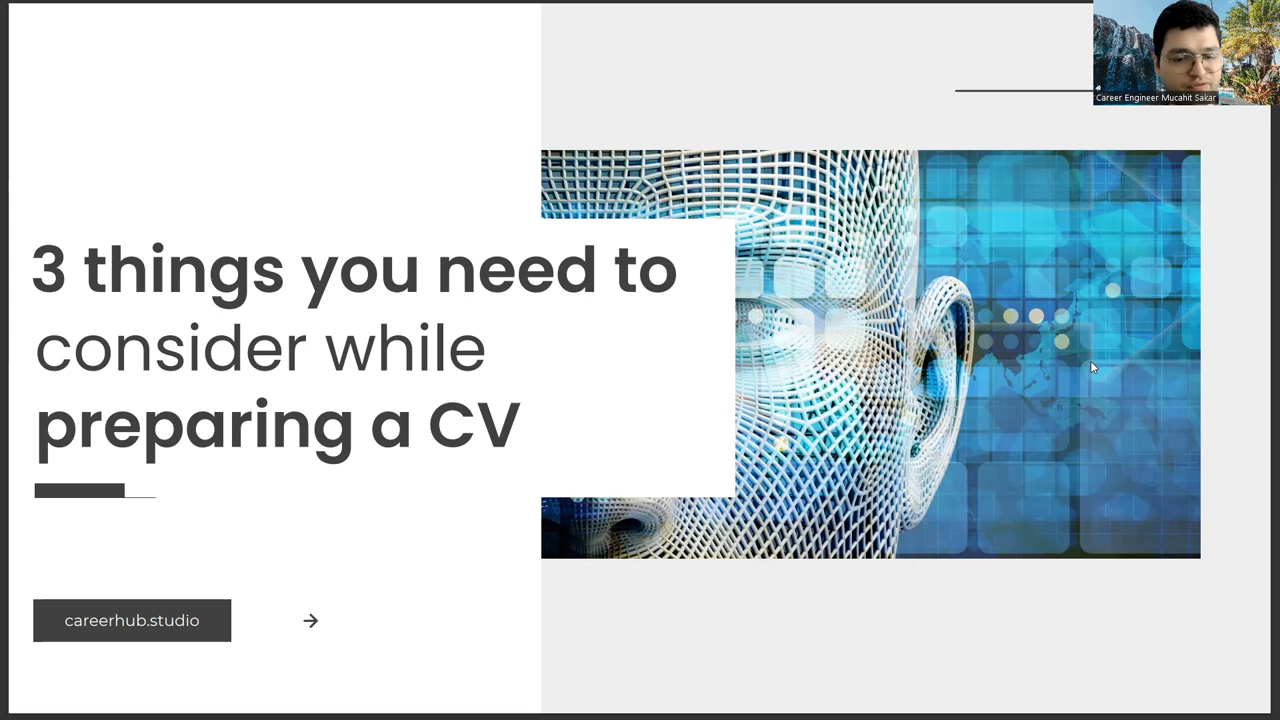 Career Engineer Mucahit Sakar
3 things you need to
consider while
preparing a CV
careerhub.studio